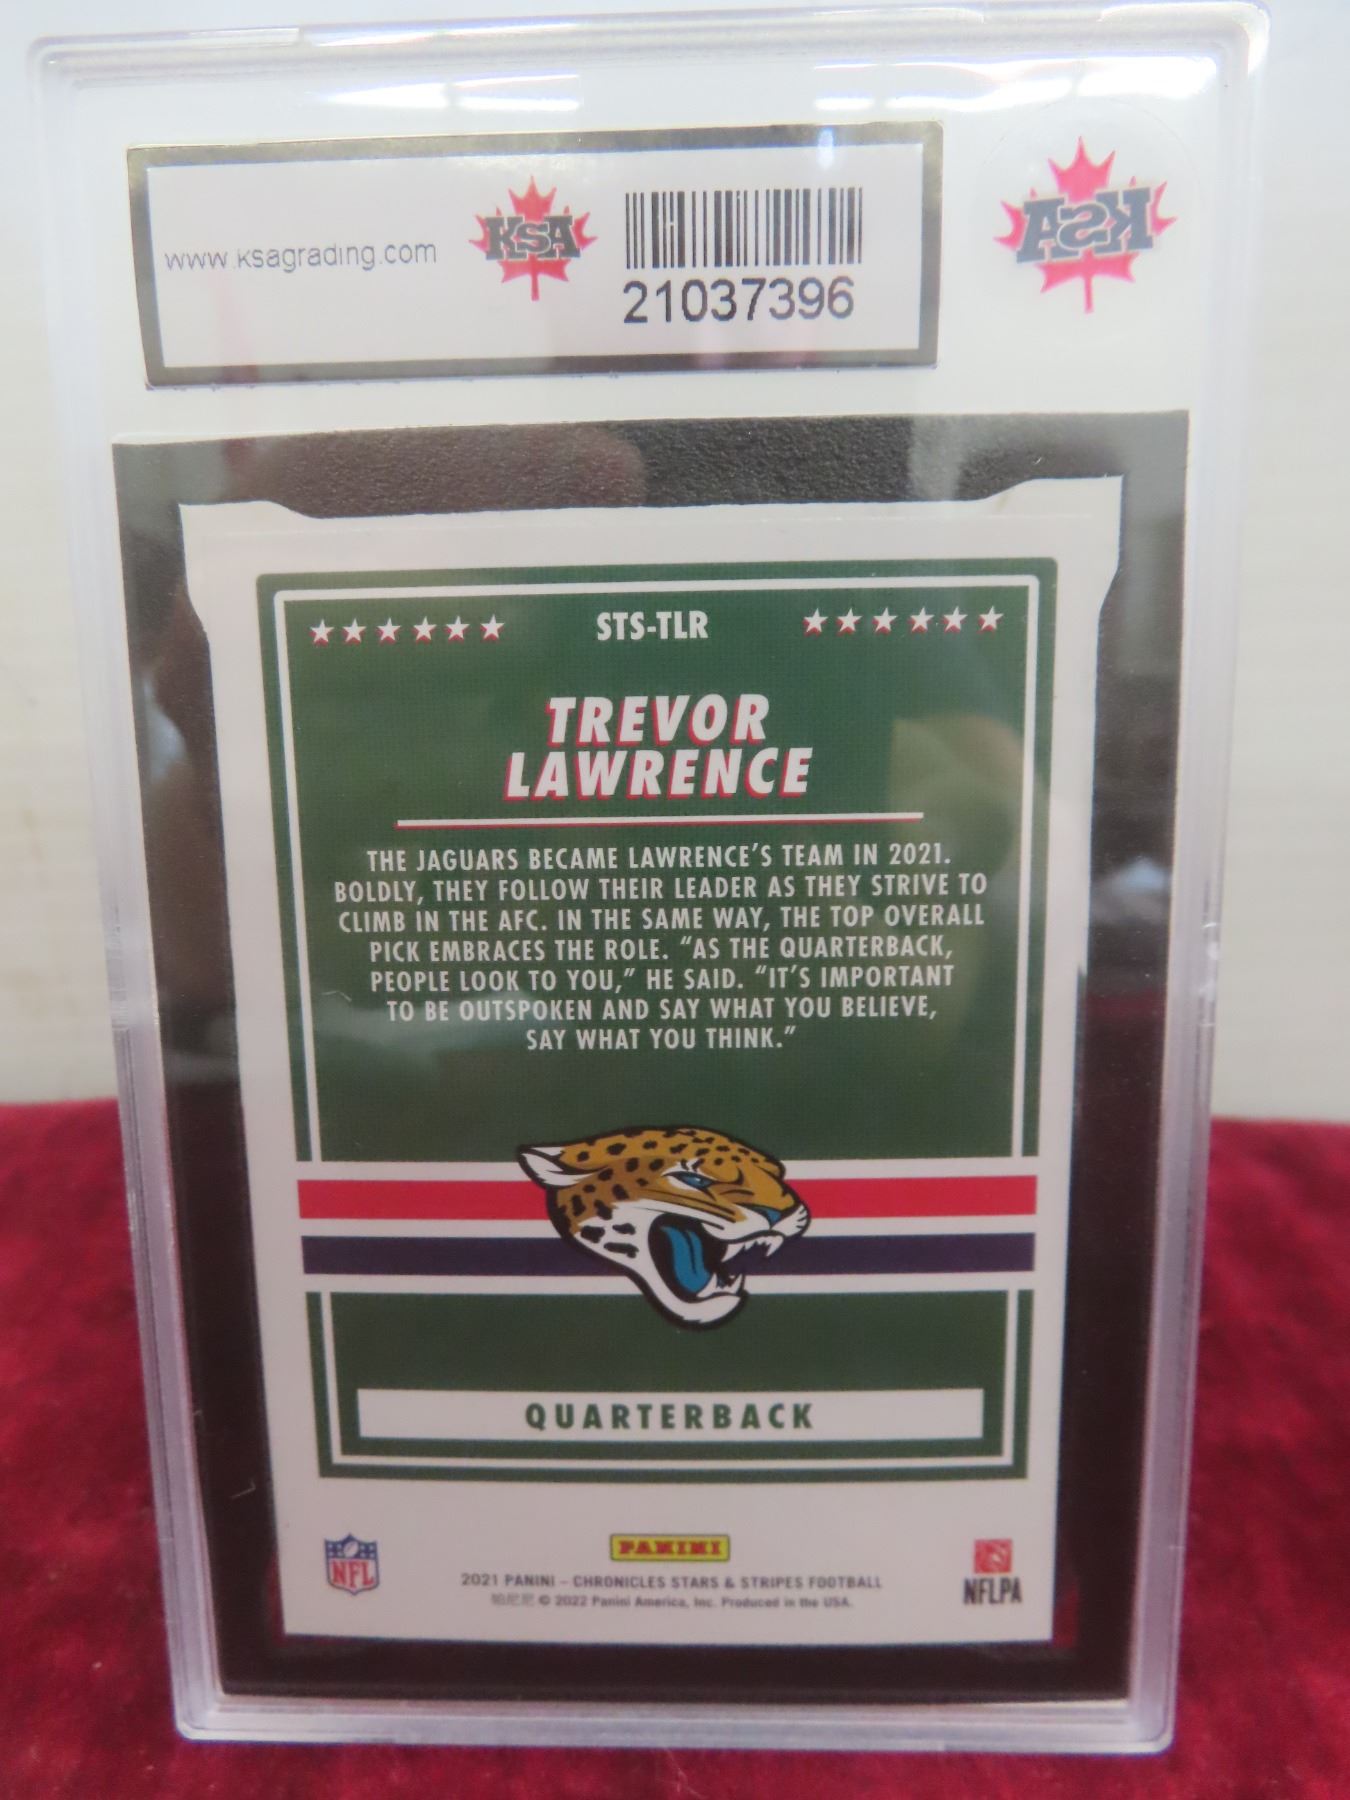 www.ksagrading.com
KSA
21037396
KSA
STS-TLR
TREVOR
LAWRENCE
THE JAGUARS BECAME LAWRENCE'S TEAM IN 2021.
BOLDLY, THEY FOLLOW THEIR LEADER AS THEY STRIVE TO
CLIMB IN THE AFC. IN THE SAME WAY, THE TOP OVERALL
PICK EMBRACES THE ROLE. “AS THE QUARTERBACK,
PEOPLE LOOK TO YOU,” HE SAID. “IT'S IMPORTANT
TO BE OUTSPOKEN AND SAY WHAT YOU BELIEVE,
SAY WHAT YOU THINK.”
QUARTERBACK
NFL
PANINI
NFLPA
2021 PANINI – CHRONICLES STARS & STRIPES FOOTBALL
帕尼尼 © 2022 Panini America, Inc. Produced in the USA.